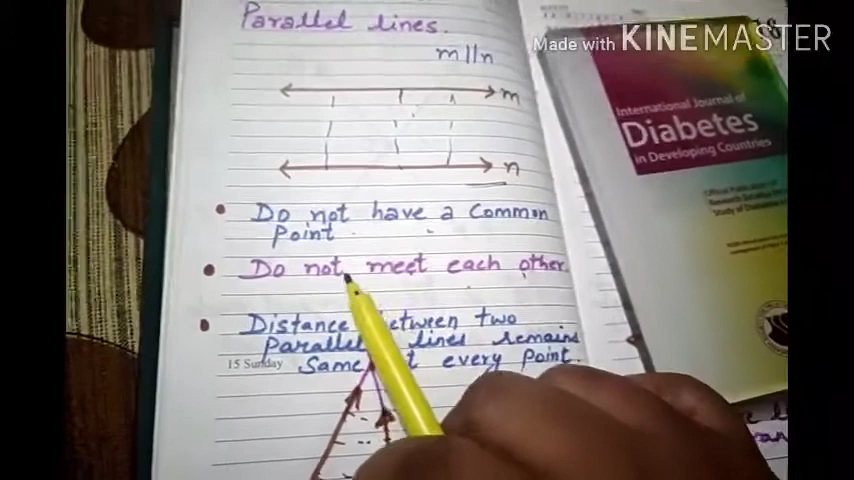 Parallel lines.
m||n
m
n
Do not have a Common
Point
Do not meet each other
Distance between two
parallel lines remains
15 Sunday
Same at every point.
Made with KINEMASTER
International Journal of
Diabetes
in Developing Countries